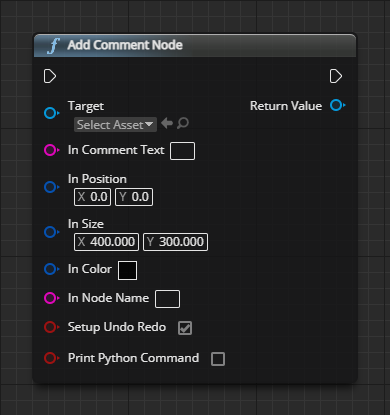 f Add Comment Node
Target
Return Value
Select Asset
In Comment Text
In Position
X 0.0 Y 0.0
In Size
X 400.000 Y 300.000
In Color
In Node Name
Setup Undo Redo
Print Python Command